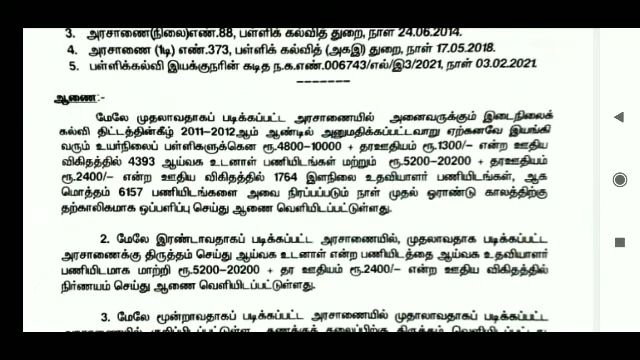 3. அரசாணை(நிலை)எண்.88, பள்ளிக் கல்வித் துறை, நாள் 24.06.2014.
4. அரசாணை (1டி) எண்.373, பள்ளிக் கல்வித் (அகஇ) துறை, நாள் 17.05.2018.
5. பள்ளிக்கல்வி இயக்குநரின் கடித ந.க.எண்.006743/எல்/இ3/2021, நாள் 03.02.2021.
ஆணை:-
மேலே முதலாவதாகப் படிக்கப்பட்ட அரசாணையில் அனைவருக்கும் இடைநிலைக்
கல்வி திட்டத்தின்கீழ் 2011-2012ஆம் ஆண்டில் அனுமதிக்கப்பட்டவாறு ஏற்கனவே இயங்கி
வரும் உயர்நிலைப் பள்ளிகளுக்கென ரூ.4800-10000 + தரஊதியம் ரூ.1300/- என்ற ஊதிய
விகிதத்தில் 4393 ஆய்வக உடனாள் பணியிடங்கள் மற்றும் ரூ.5200-20200 + தரஊதியம்
ரூ.2400/- என்ற ஊதிய விகிதத்தில் 1764 இளநிலை உதவியாளர் பணியிடங்கள், ஆக
மொத்தம் 6157 பணியிடங்களை அவை நிரப்பப்படும் நாள் முதல் ஓராண்டு காலத்திற்கு
தற்காலிகமாக ஒப்பளிப்பு செய்து ஆணை வெளியிடப்பட்டுள்ளது.
2. மேலே இரண்டாவதாகப் படிக்கப்பட்ட அரசாணையில், முதலாவதாக படிக்கப்பட்ட
அரசாணைக்கு திருத்தம் செய்து ஆய்வக உடனாள் என்ற பணியிடத்தை ஆய்வக உதவியாளர்
பணியிடமாக மாற்றி ரூ.5200-20200 + தர ஊதியம் ரூ.2400/- என்ற ஊதிய விகிதத்தில்
நிர்ணயம் செய்து ஆணை வெளியிடப்பட்டுள்ளது.
3. மேலே மூன்றாவதாகப் படிக்கப்பட்ட அரசாணையில் முதாலாவதாகப் படிக்கப்பட்ட